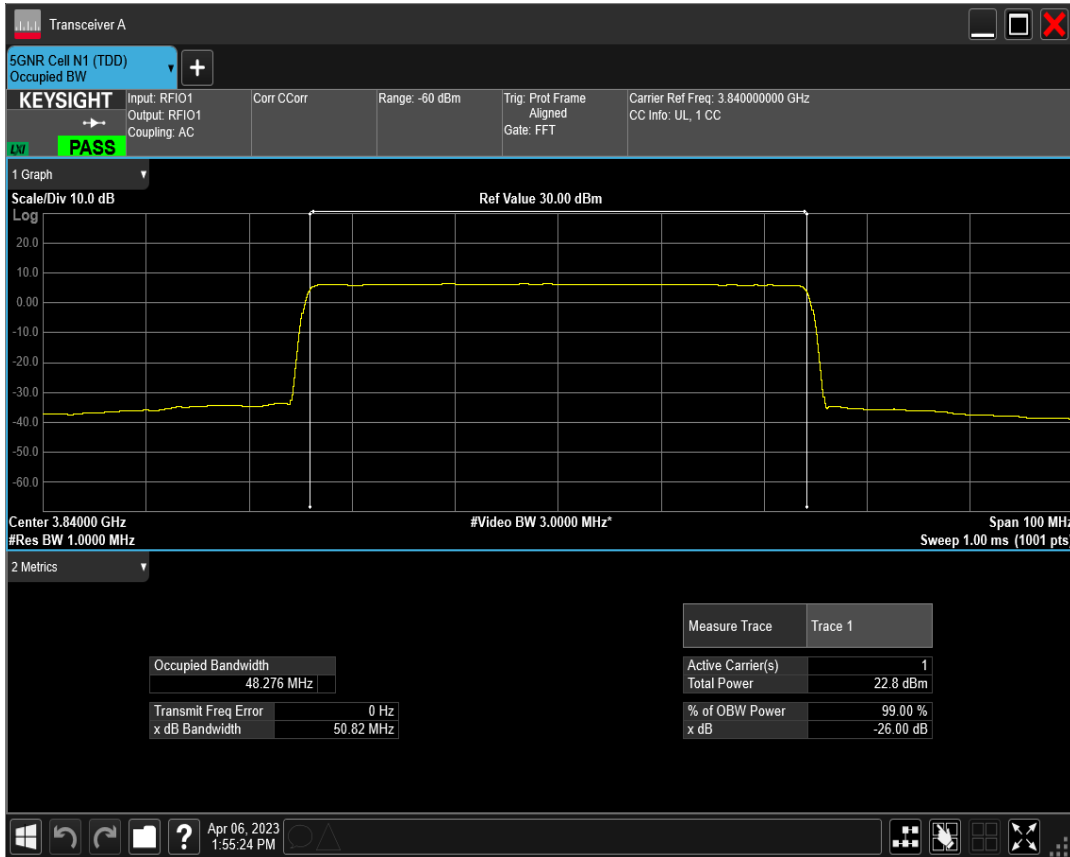 Transceiver A
5GNR Cell N1 (TDD)
Occupied BW
+
KEYSIGHT
LXI
PASS
Input: RFIO1
Output: RFIO1
Coupling: AC
Corr CCorr
Range: -60 dBm
Trig: Prot Frame
Aligned
Gate: FFT
Carrier Ref Freq: 3.840000000 GHz
CC Info: UL, 1 CC
1 Graph
Scale/Div 10.0 dB
Ref Value 30.00 dBm
Log
20.0
10.0
0.00
-10.0
-20.0
-30.0
-40.0
-50.0
-60.0
Center 3.84000 GHz
#Video BW 3.0000 MHz*
Span 100 MHz
#Res BW 1.0000 MHz
Sweep 1.00 ms (1001 pts)
2 Metrics
Measure Trace Trace 1
Occupied Bandwidth
48.276 MHz
Active Carrier(s) 1
Total Power 22.8 dBm
Transmit Freq Error 0 Hz
x dB Bandwidth 50.82 MHz
% of OBW Power 99.00 %
x dB -26.00 dB
?
Apr 06, 2023
1:55:24 PM